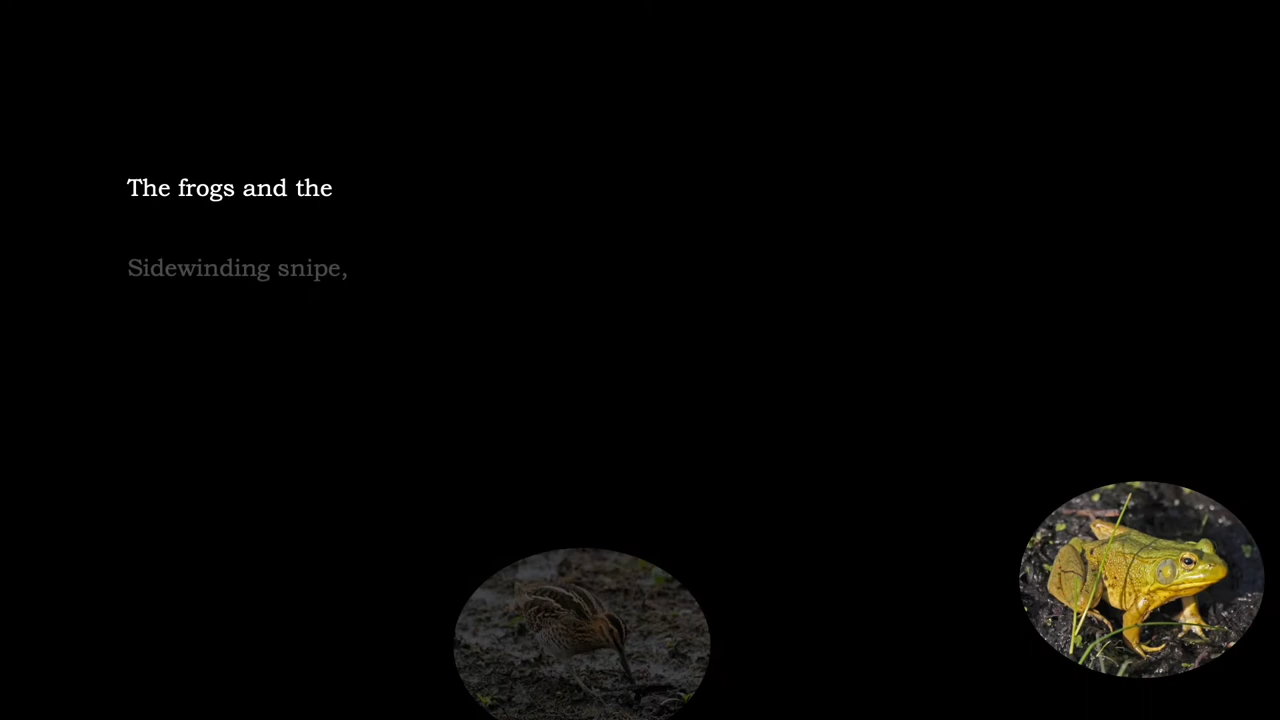 The frogs and the
Sidewinding snipe,